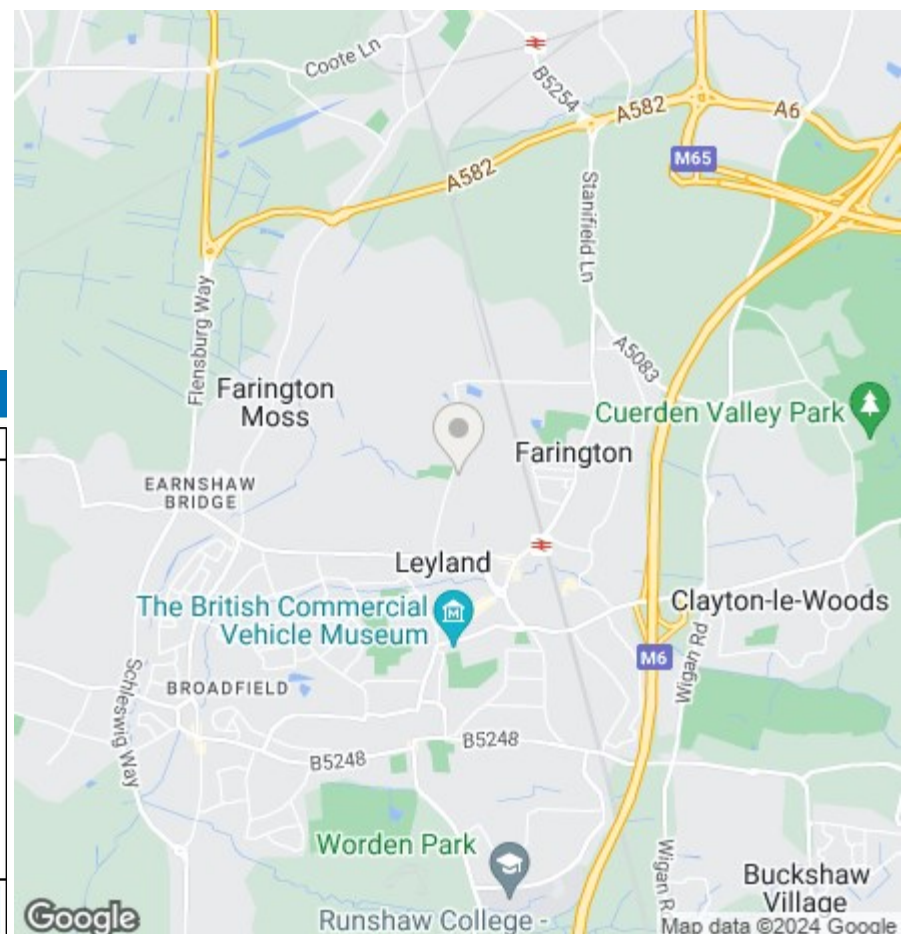 Coote Ln
B5254
A582
A6
M65
A582
Stanifield Ln
Flensburg Way
A5083
Farington
Moss
Cuerden Valley Park
Farington
EARNSHAW
BRIDGE
Leyland
The British Commercial
Vehicle Museum
Clayton-le-Woods
M6
Wigan Rd
BROADFIELD
Schleswig Way
B5248
B5248
Worden Park
Wigan R
Buckshaw
Village
Runshaw College -
Google
Map data ©2024 Google